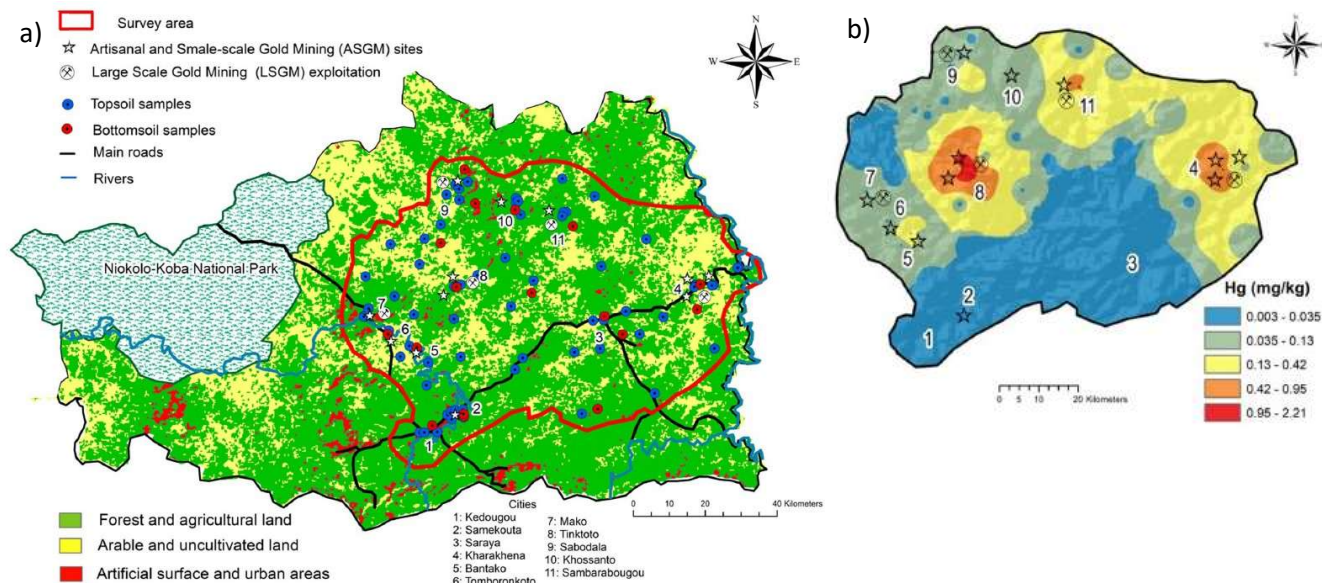 a)
Survey area
Artisanal and Smale-scale Gold Mining (ASGM) sites
Large Scale Gold Mining (LSGM) exploitation
Topsoil samples
Bottomsoil samples
Main roads
Rivers
N
W E
S
Niokolo-Koba National Park
9
10
11
8
4
7
6
5
3
2
1
0 10 20 40 Kilometers
Forest and agricultural land
Arable and uncultivated land
Artificial surface and urban areas
Cities
1: Kedougou
2: Samekouta
3: Saraya
4: Kharakhena
5: Bantako
6: Tomboronkoto
7: Mako
8: Tinktoto
9: Sabodala
10: Khossanto
11: Sambarabougou
b)
N
W E
S
9
10
11
4
8
7
6
5
3
2
1
0 5 10 20 Kilometers
Hg (mg/kg)
0.003 - 0.035
0.035 - 0.13
0.13 - 0.42
0.42 - 0.95
0.95 - 2.21